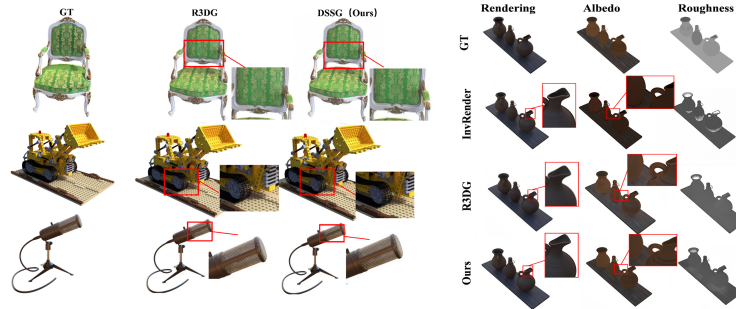 GT R3DG DSSG (Ours)
Rendering Albedo Roughness
GT
InvRender
R3DG
Ours